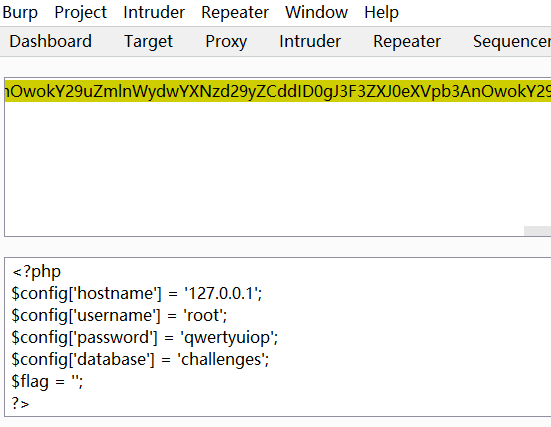 Burp Project Intruder Repeater Window Help
Dashboard Target Proxy Intruder Repeater Sequencer
nOwokY29uZmlnWydwYXNzd29yZCddID0gJ3F3ZXJ0eXVpb3AnOwokY29
<?php
$config['hostname'] = '127.0.0.1';
$config['username'] = 'root';
$config['password'] = 'qwertyuiop';
$config['database'] = 'challenges';
$flag = '';
?>